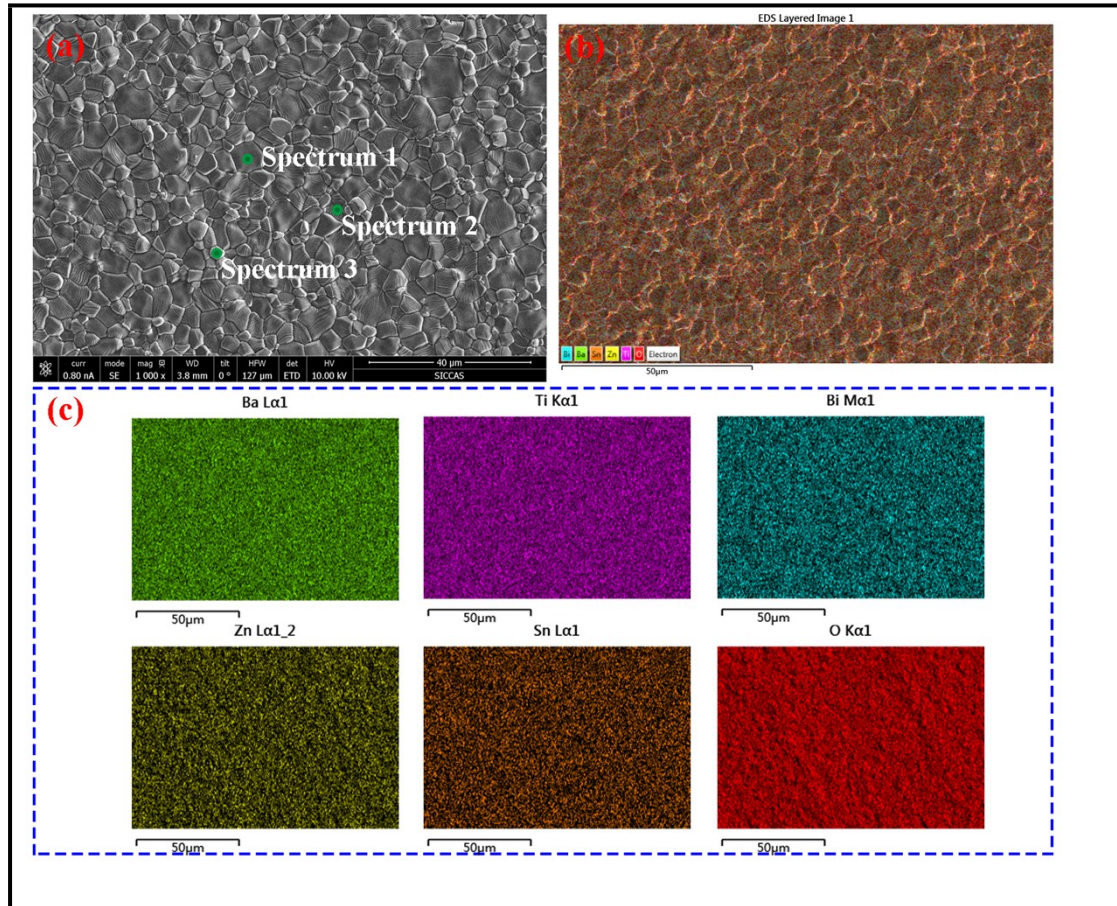 (a)
Spectrum 1
Spectrum 2
Spectrum 3
curr mode mag WD tilt HFW det HV
40 μm
0.80 nA SE 1 000 x 3.8 mm 0 ° 127 μm ETD 10.00 kV SICCAS
EDS Layered Image 1
(b)
Bi Ba Sn Zn Ti O Electron
50μm
(c)
Ba Lα1 Ti Kα1 Bi Mα1
50μm 50μm 50μm
Zn Lα1_2 Sn Lα1 O Kα1
50μm 50μm 50μm